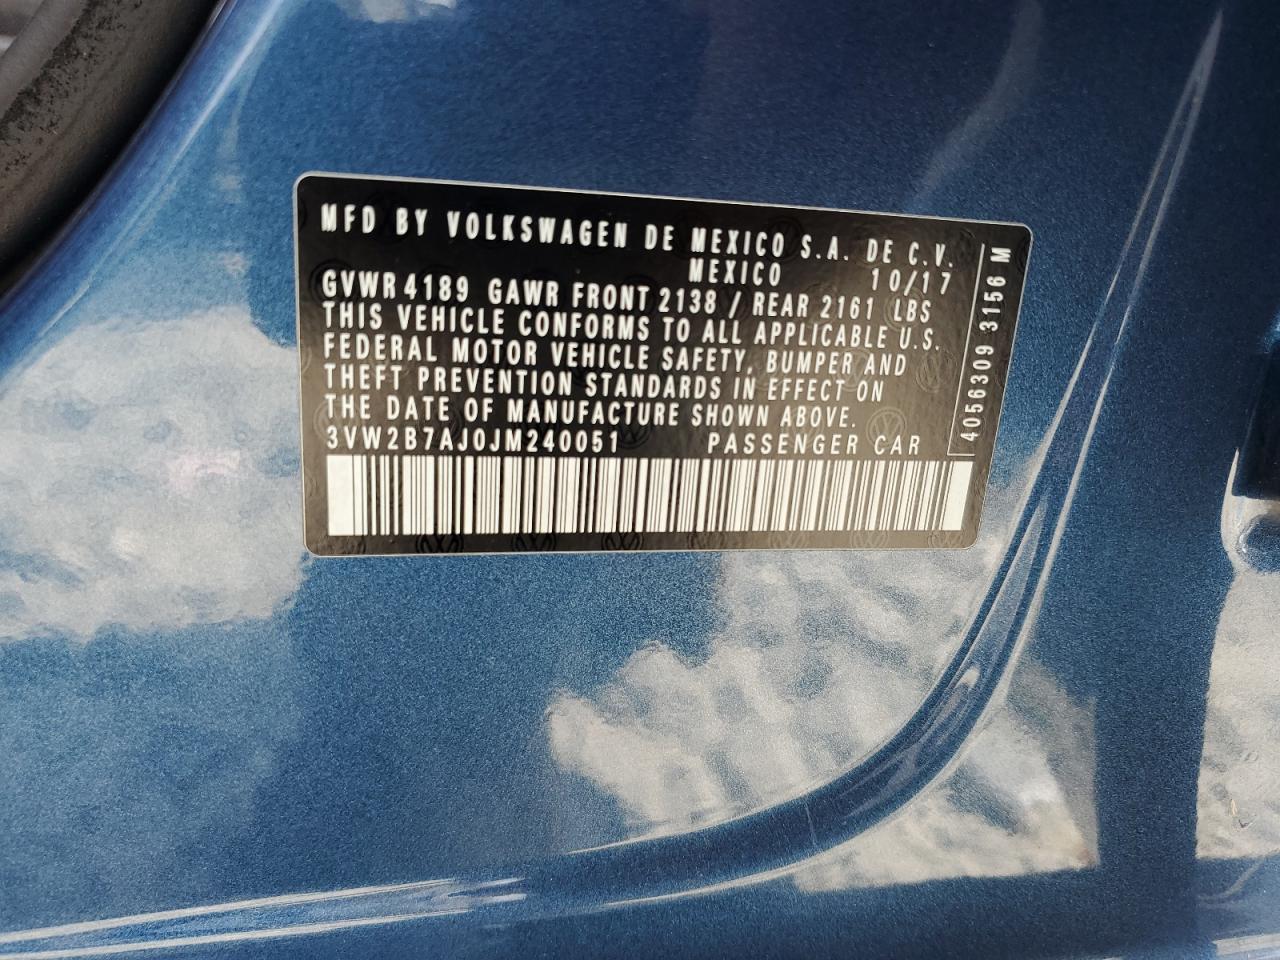 MFD BY VOLKSWAGEN DE MEXICO S.A. DE C.V.
MEXICO 10/17
GVWR 4189 GAWR FRONT 2138 / REAR 2161 LBS
THIS VEHICLE CONFORMS TO ALL APPLICABLE U.S.
FEDERAL MOTOR VEHICLE SAFETY, BUMPER AND
THEFT PREVENTION STANDARDS IN EFFECT ON
THE DATE OF MANUFACTURE SHOWN ABOVE.
3VW2B7AJ0JM240051 PASSENGER CAR
4056309 3156 M